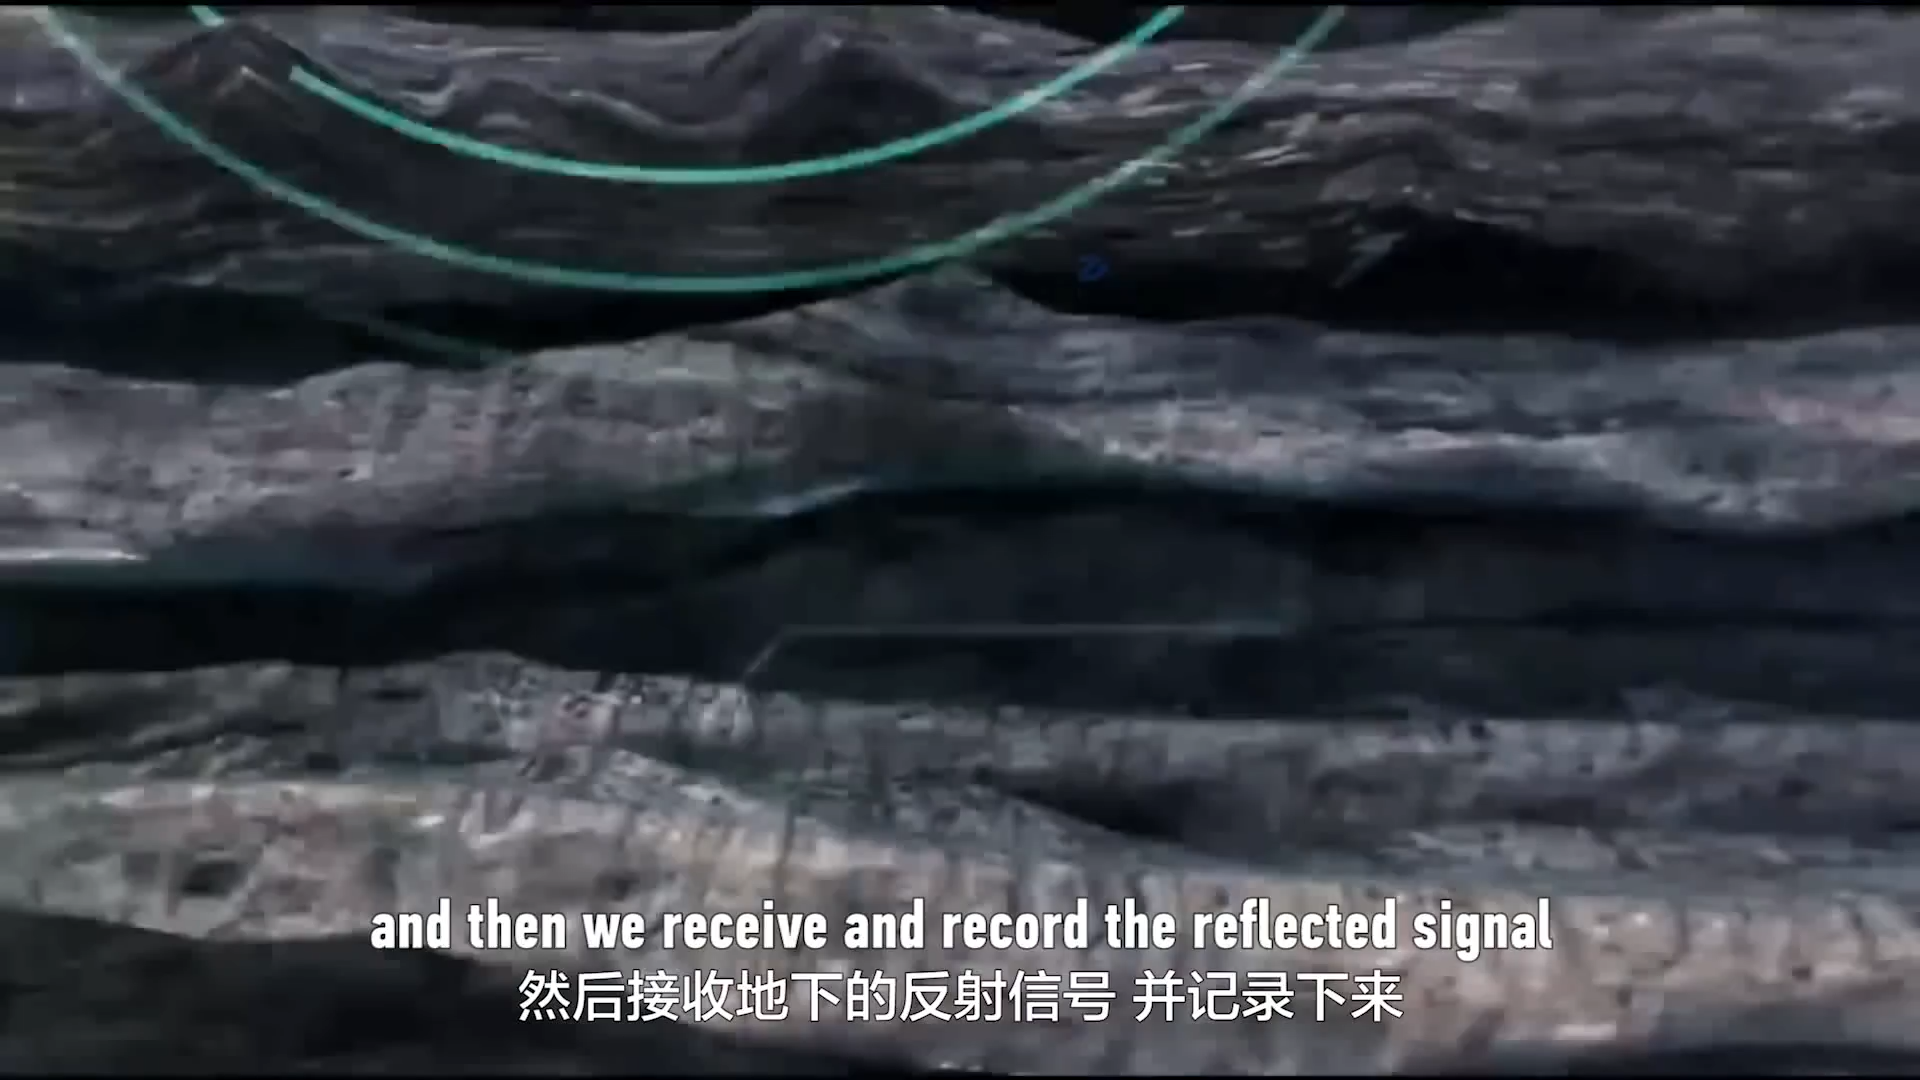 and then we receive and record the reflected signal
然后接收地下的反射信号 并记录下来